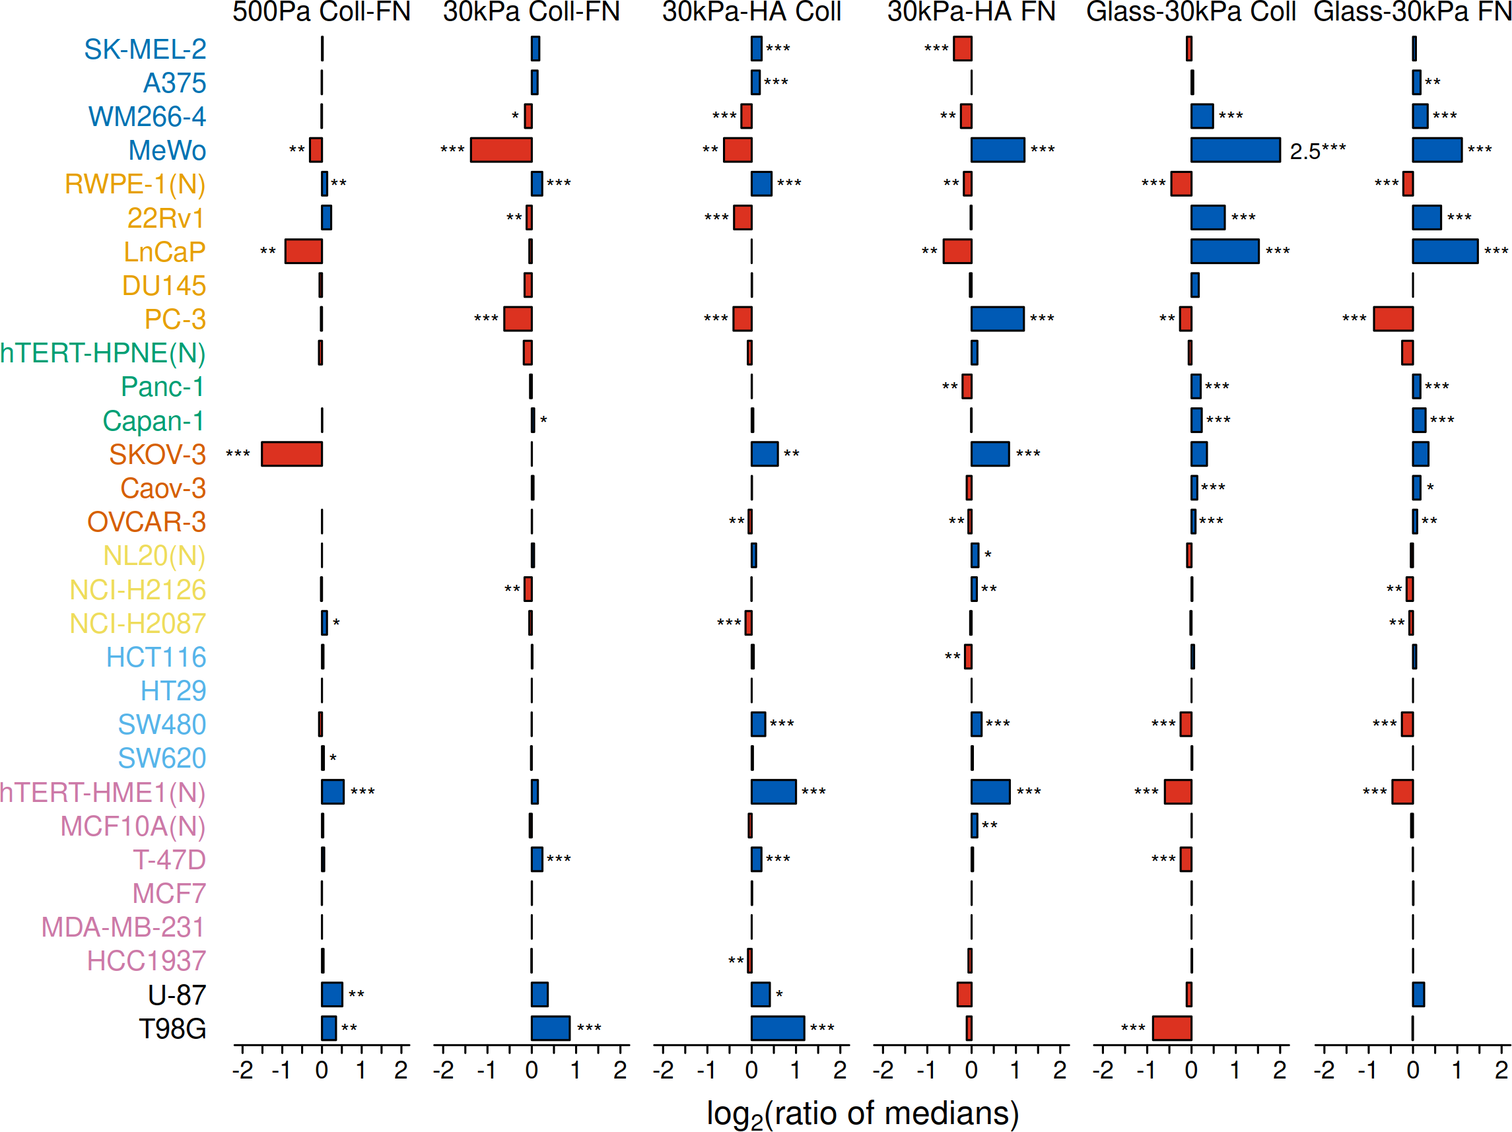 500Pa Coll-FN 30kPa Coll-FN 30kPa-HA Coll 30kPa-HA FN Glass-30kPa Coll Glass-30kPa FN
SK-MEL-2 *** ***
A375 *** **
WM266-4 * *** ** *** ***
MeWo ** *** ** *** 2.5*** ***
RWPE-1(N) ** *** *** ** *** ***
22Rv1 ** *** *** ***
LnCaP ** ** *** ***
DU145
PC-3 *** *** *** ** ***
hTERT-HPNE(N)
Panc-1 ** *** ***
Capan-1 * *** ***
SKOV-3 *** ** ***
Caov-3 *** *
OVCAR-3 ** ** *** **
NL20(N) *
NCI-H2126 ** ** **
NCI-H2087 * *** **
HCT116 **
HT29
SW480 *** *** *** ***
SW620 *
hTERT-HME1(N) *** *** *** *** ***
MCF10A(N) **
T-47D *** *** ***
MCF7
MDA-MB-231
HCC1937 **
U-87 ** *
T98G ** *** *** ***
-2 -1 0 1 2 -2 -1 0 1 2 -2 -1 0 1 2 -2 -1 0 1 2 -2 -1 0 1 2 -2 -1 0 1 2
log2(ratio of medians)